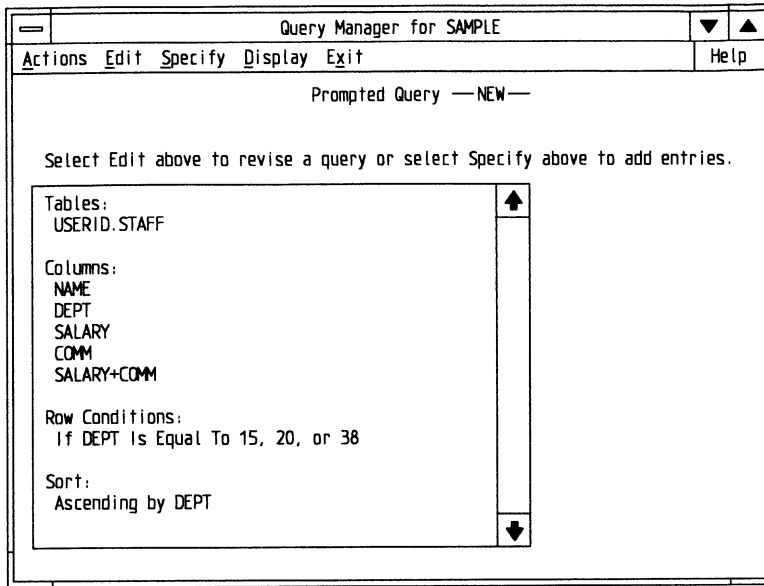 Query Manager for SAMPLE
Actions Edit Specify Display Exit Help
Prompted Query —NEW—
Select Edit above to revise a query or select Specify above to add entries.
Tables:
USERID.STAFF
Columns:
NAME
DEPT
SALARY
COMM
SALARY+COMM
Row Conditions:
If DEPT Is Equal To 15, 20, or 38
Sort:
Ascending by DEPT